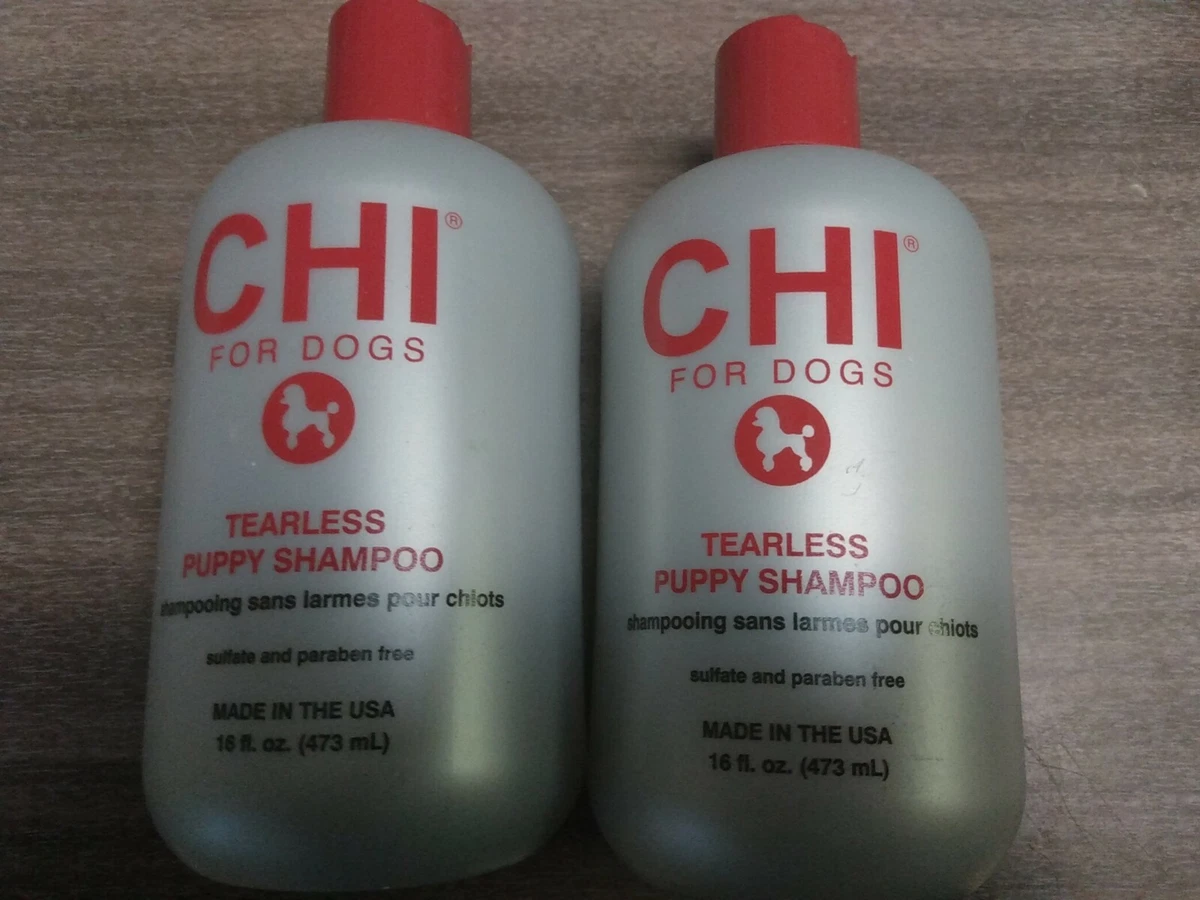 CHI®
FOR DOGS
TEARLESS
PUPPY SHAMPOO
shampooing sans larmes pour chiots
sulfate and paraben free
MADE IN THE USA
16 fl. oz. (473 mL)
CHI®
FOR DOGS
TEARLESS
PUPPY SHAMPOO
shampooing sans larmes pour chiots
sulfate and paraben free
MADE IN THE USA
16 fl. oz. (473 mL)